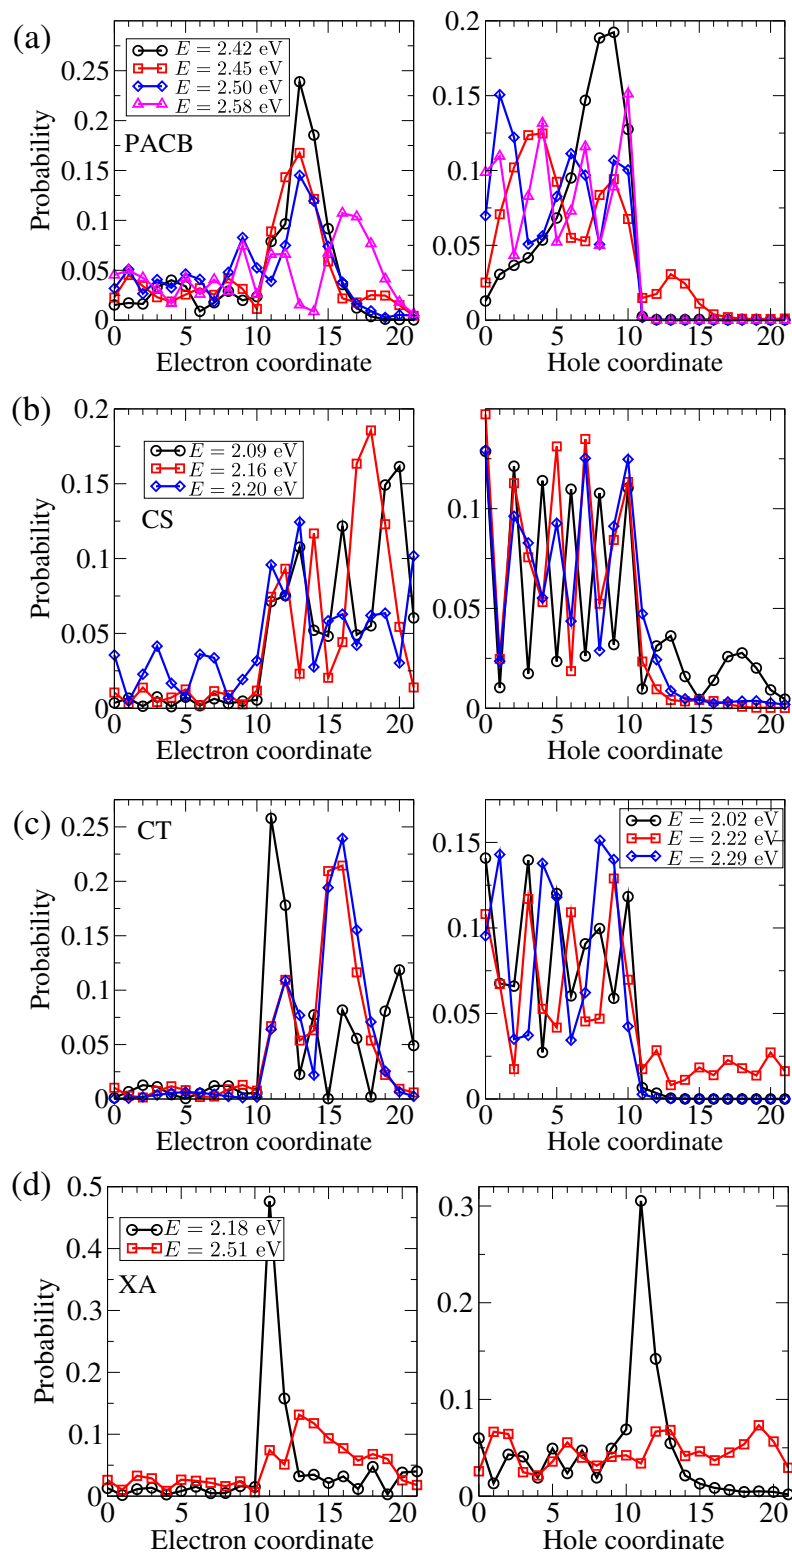 (a)
E = 2.42 eV
E = 2.45 eV
E = 2.50 eV
E = 2.58 eV
PACB
Probability
0 0.05 0.1 0.15 0.2 0.25
0 5 10 15 20
Electron coordinate
0 0.05 0.1 0.15 0.2
0 5 10 15 20
Hole coordinate
(b)
E = 2.09 eV
E = 2.16 eV
E = 2.20 eV
CS
Probability
0 0.05 0.1 0.15 0.2
0 5 10 15 20
Electron coordinate
0 0.05 0.1
0 5 10 15 20
Hole coordinate
(c)
CT
Probability
0 0.05 0.1 0.15 0.2 0.25
0 5 10 15 20
Electron coordinate
E = 2.02 eV
E = 2.22 eV
E = 2.29 eV
0 0.05 0.1 0.15
0 5 10 15 20
Hole coordinate
(d)
E = 2.18 eV
E = 2.51 eV
XA
Probability
0 0.1 0.2 0.3 0.4 0.5
0 5 10 15 20
Electron coordinate
0 0.1 0.2 0.3
0 5 10 15 20
Hole coordinate